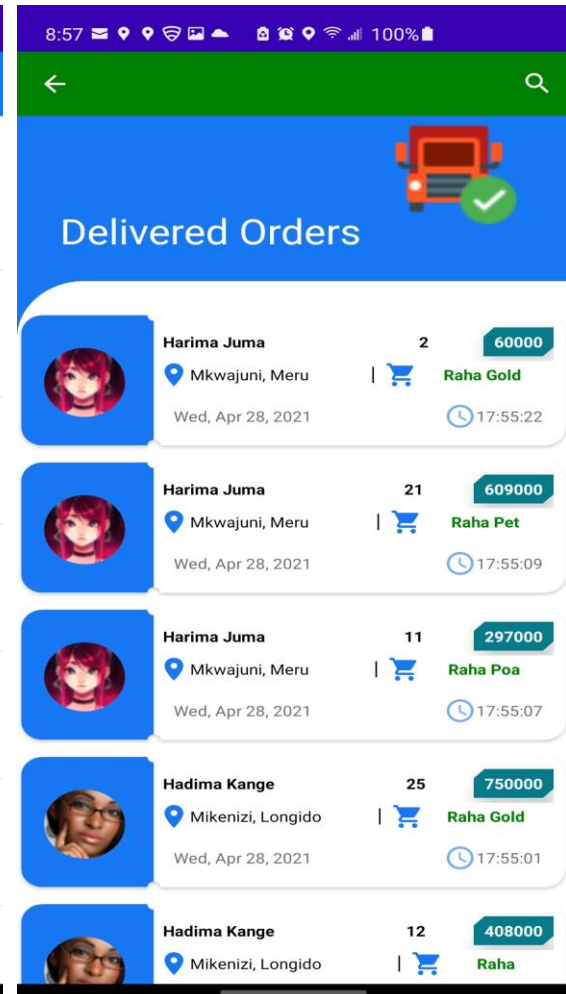 8:57 100%
Delivered Orders
Harima Juma 2 60000
Mkwajuni, Meru | Raha Gold
Wed, Apr 28, 2021 17:55:22
Harima Juma 21 609000
Mkwajuni, Meru | Raha Pet
Wed, Apr 28, 2021 17:55:09
Harima Juma 11 297000
Mkwajuni, Meru | Raha Poa
Wed, Apr 28, 2021 17:55:07
Hadima Kange 25 750000
Mikenizi, Longido | Raha Gold
Wed, Apr 28, 2021 17:55:01
Hadima Kange 12 408000
Mikenizi, Longido | Raha